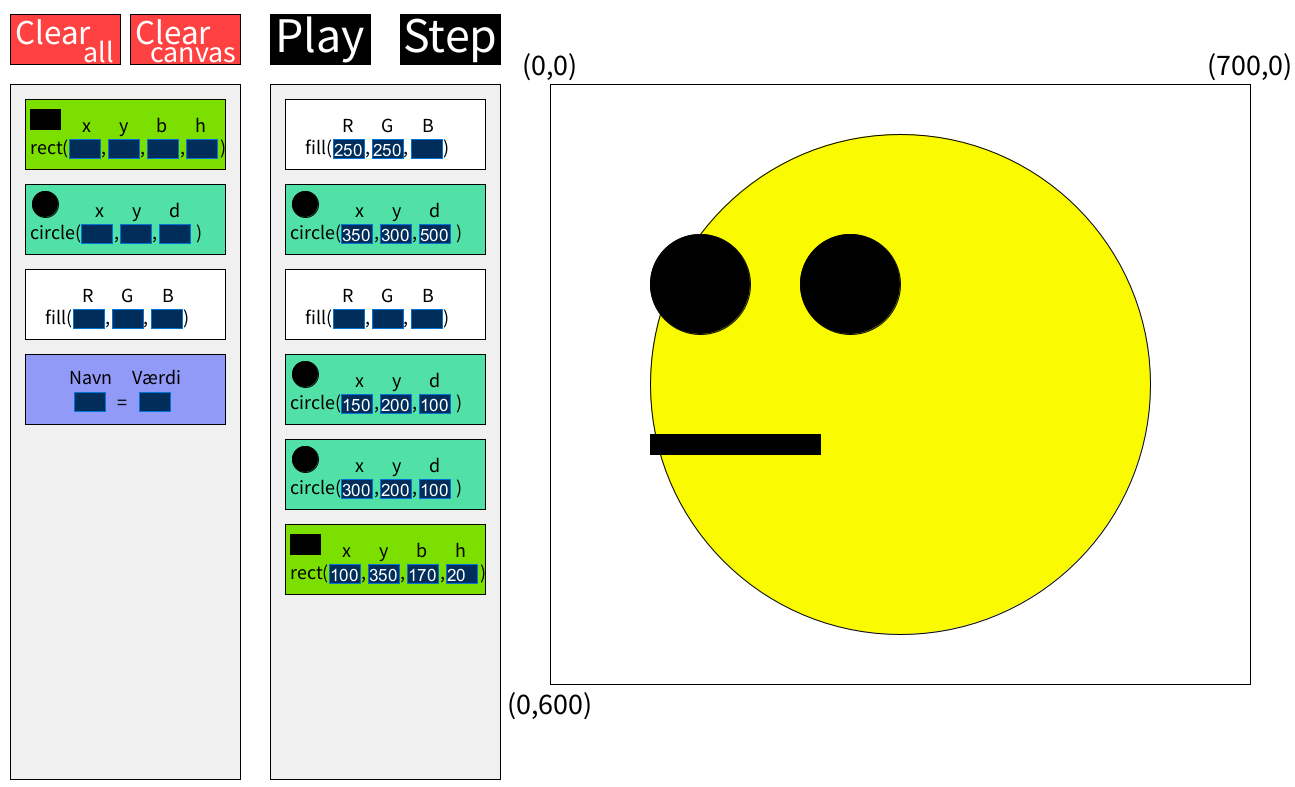 Clear all
Clear canvas
Play
Step
(0,0)
(700,0)
x y b h
rect( , , , )
x y d
circle( , , )
R G B
fill( , , )
Navn Værdi
=
R G B
fill(250,250, )
x y d
circle(350,300,500 )
R G B
fill( , , )
x y d
circle(150,200,100 )
x y d
circle(300,200,100 )
x y b h
rect(100,350,170,20 )
(0,600)